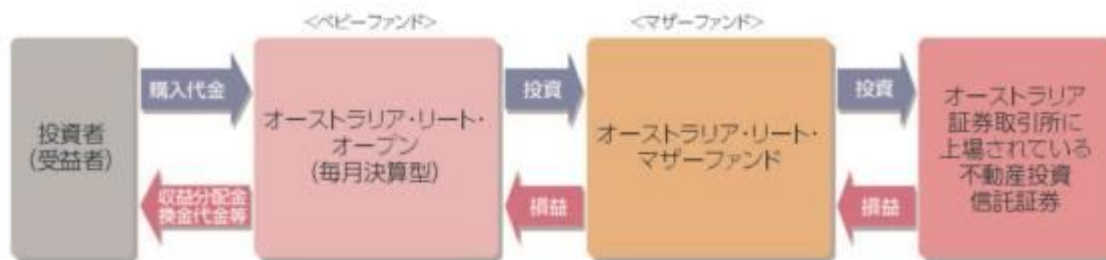 <ベビーファンド>
<マザーファンド>
投資者
(受益者)
購入代金
収益分配金
換金代金等
オーストラリア・リート・
オープン
(毎月決算型)
投資
損益
オーストラリア・リート・
マザーファンド
投資
損益
オーストラリア
証券取引所に
上場されている
不動産投資
信託証券